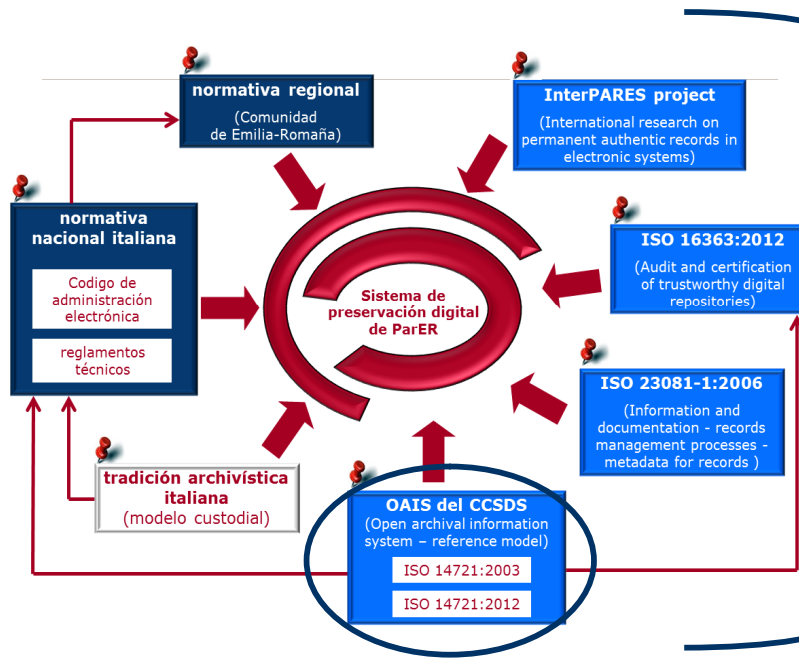 normativa regional
(Comunidad
de Emilia-Romaña)
InterPARES project
(International research on
permanent authentic records in
electronic systems)
normativa
nacional italiana
Codigo de
administración
electrónica
reglamentos
técnicos
ISO 16363:2012
(Audit and certification
of trustworthy digital
repositories)
Sistema de
preservación digital
de ParER
ISO 23081-1:2006
(Information and
documentation - records
management processes -
metadata for records )
tradición archivística
italiana
(modelo custodial)
OAIS del CCSDS
(Open archival information
system – reference model)
ISO 14721:2003
ISO 14721:2012